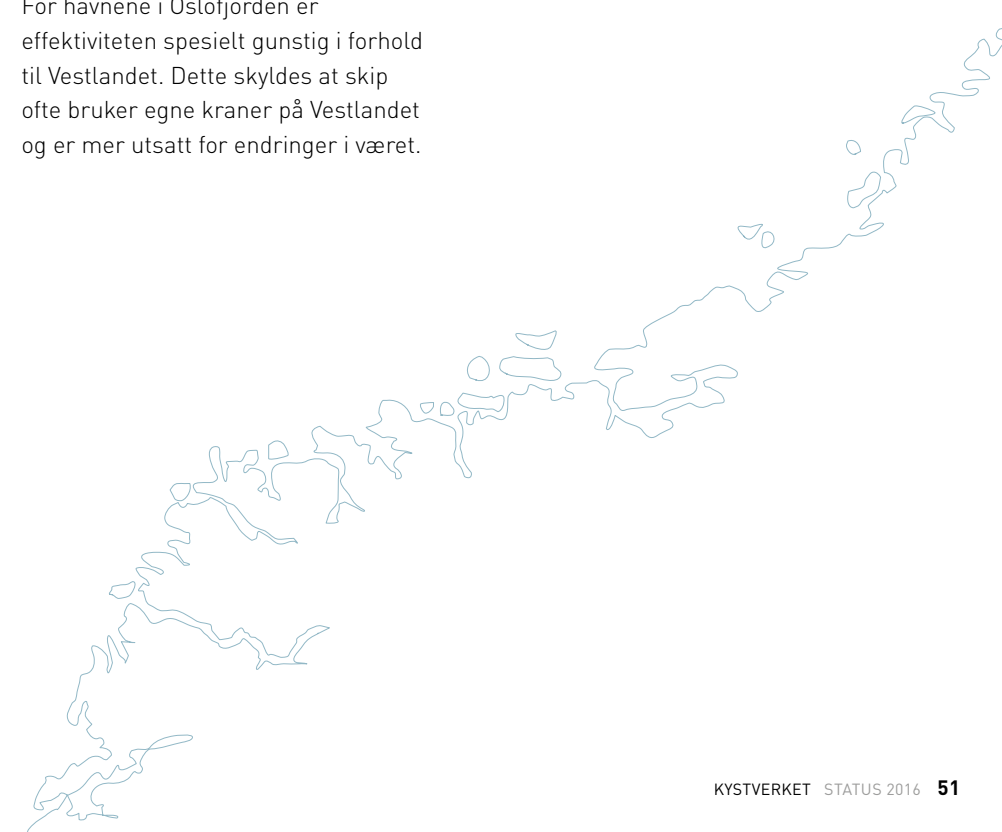 For havnene i Oslofjorden er
effektiviteten spesielt gunstig i forhold
til Vestlandet. Dette skyldes at skip
ofte bruker egne kraner på Vestlandet
og er mer utsatt for endringer i været.
KYSTVERKET STATUS 2016 51